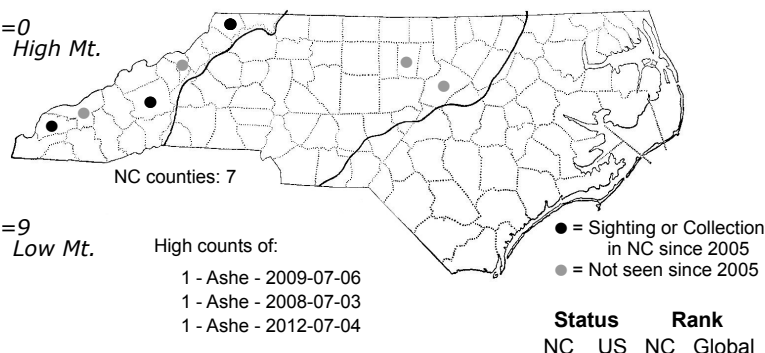 =0
High Mt.
NC counties: 7
=9
Low Mt.
High counts of:
1 - Ashe - 2009-07-06
1 - Ashe - 2008-07-03
1 - Ashe - 2012-07-04
● = Sighting or Collection
in NC since 2005
● = Not seen since 2005
Status Rank
NC US NC Global